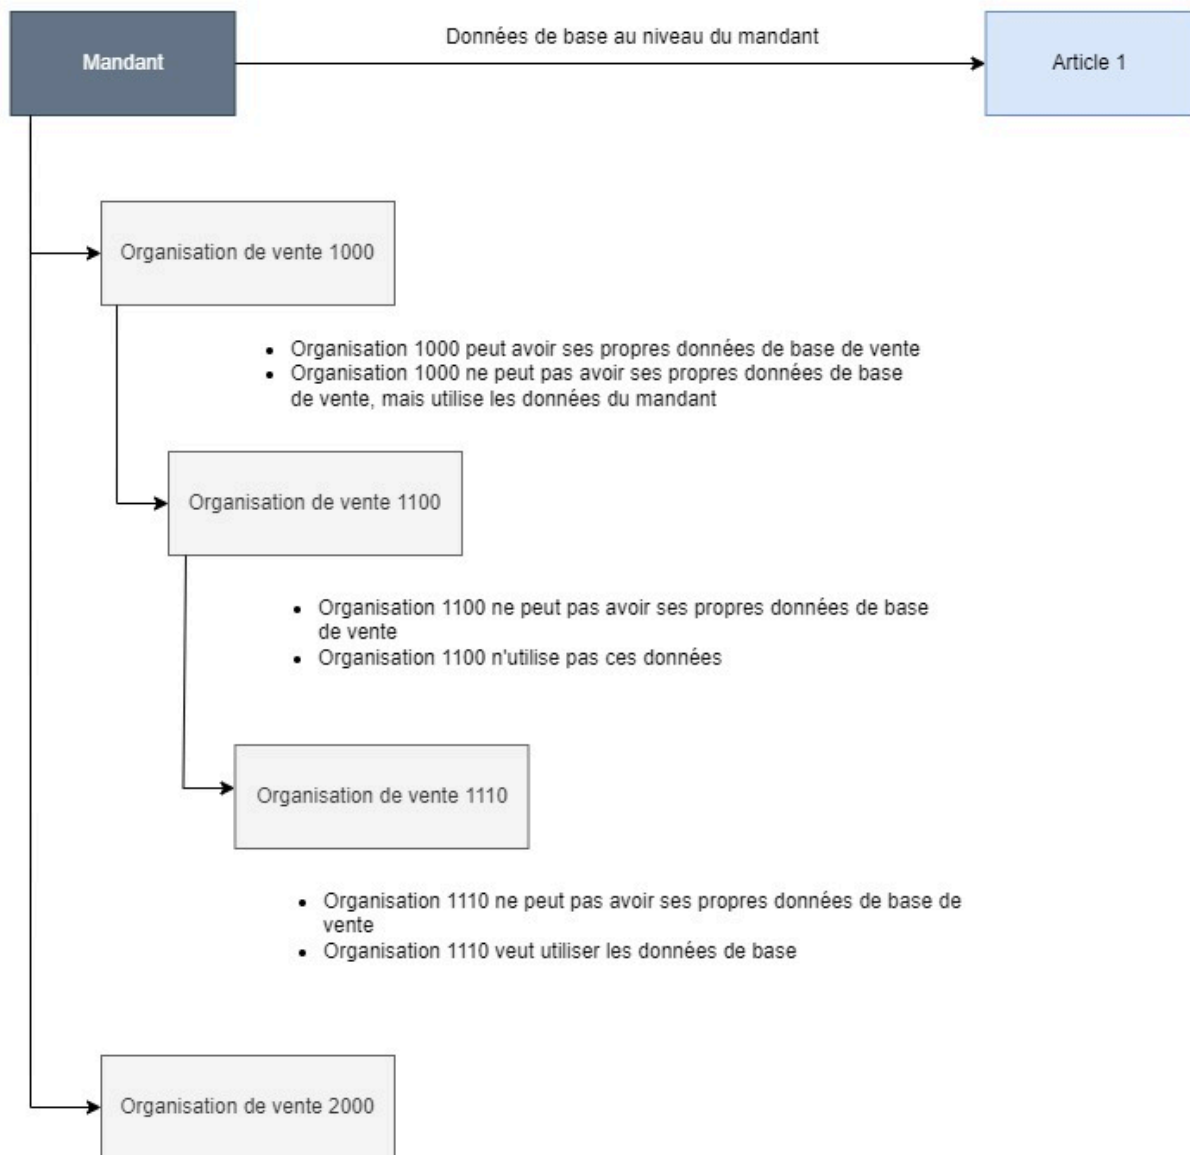 Données de base au niveau du mandant
Mandant
Article 1
Organisation de vente 1000
• Organisation 1000 peut avoir ses propres données de base de vente
• Organisation 1000 ne peut pas avoir ses propres données de base
de vente, mais utilise les données du mandant
Organisation de vente 1100
• Organisation 1100 ne peut pas avoir ses propres données de base
de vente
• Organisation 1100 n'utilise pas ces données
Organisation de vente 1110
• Organisation 1110 ne peut pas avoir ses propres données de base de
vente
• Organisation 1110 veut utiliser les données de base
Organisation de vente 2000